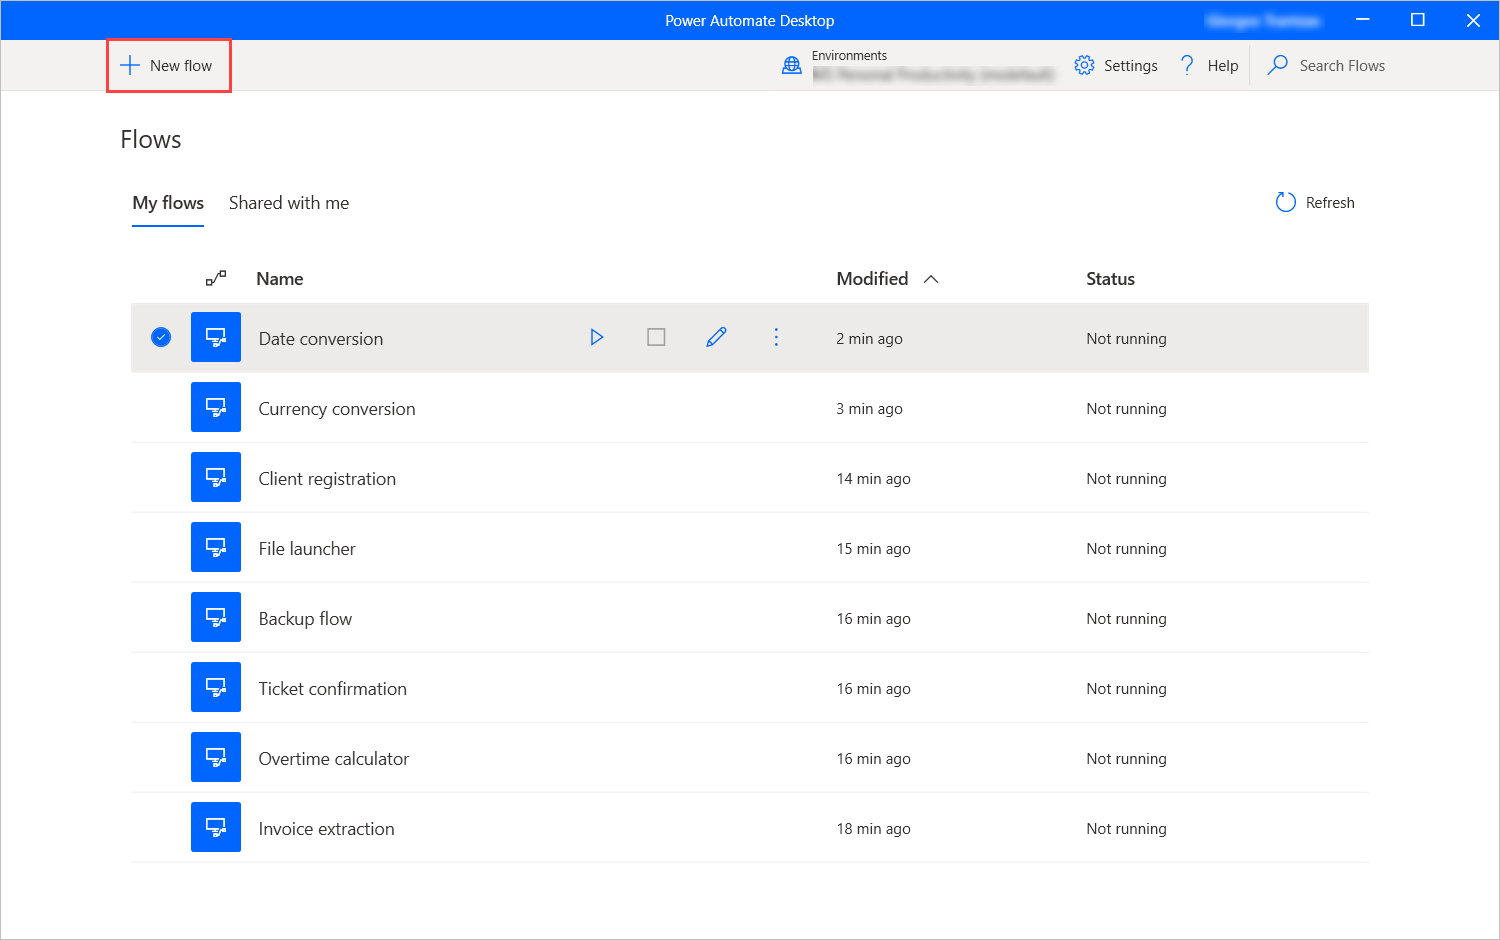 Power Automate Desktop
New flow
Environments
Settings
Help
Search Flows
Flows
My flows
Shared with me
Refresh
Name
Modified
Status
Date conversion
2 min ago
Not running
Currency conversion
3 min ago
Not running
Client registration
14 min ago
Not running
File launcher
15 min ago
Not running
Backup flow
16 min ago
Not running
Ticket confirmation
16 min ago
Not running
Overtime calculator
16 min ago
Not running
Invoice extraction
18 min ago
Not running